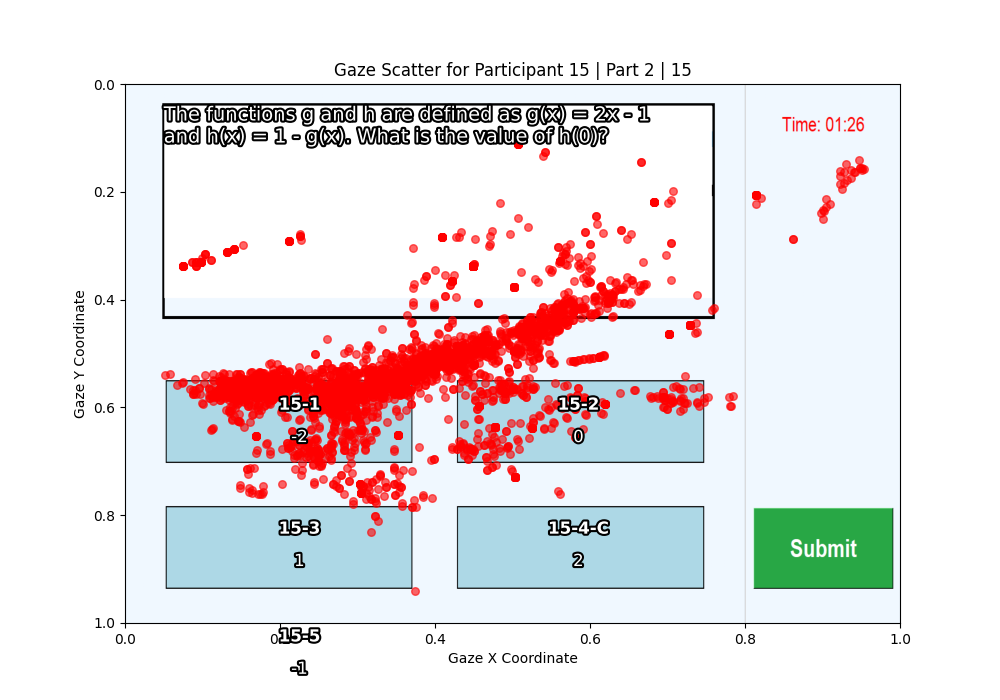 Gaze Scatter for Participant 15 | Part 2 | 15
The functions g and h are defined as g(x) = 2x - 1
and h(x) = 1 - g(x). What is the value of h(0)?
Time: 01:26
0.0
0.2
0.4
0.6
0.8
1.0
Gaze Y Coordinate
15-1
-2
15-2
0
15-3
1
15-4-C
2
Submit
0.0
0.2
0.4
0.6
0.8
1.0
15-5
-1
Gaze X Coordinate